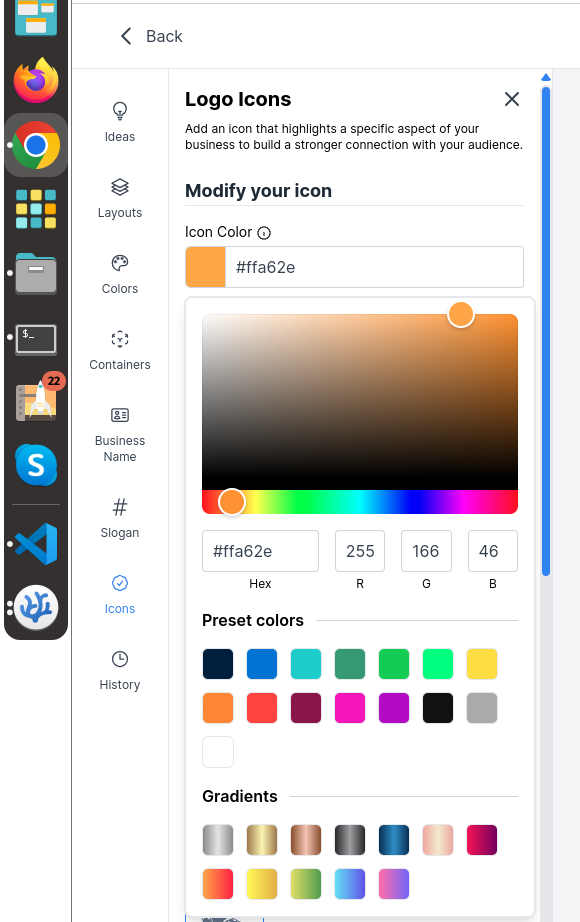 Back
Ideas
Layouts
Colors
Containers
Business
Name
Slogan
Icons
History
Logo Icons
Add an icon that highlights a specific aspect of your
business to build a stronger connection with your audience.
Modify your icon
Icon Color
#ffa62e
#ffa62e 255 166 46
Hex R G B
Preset colors
Gradients
$_
22
S